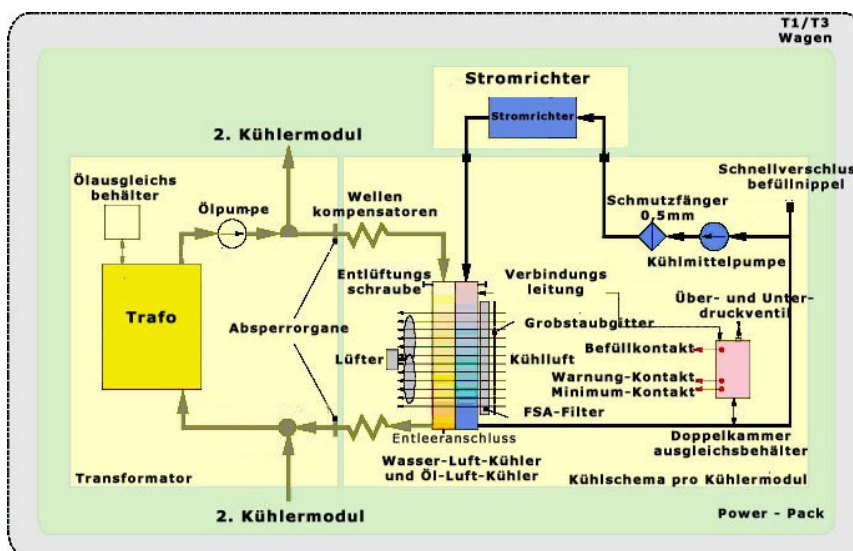 T1/T3
Wagen
Stromrichter
Stromrichter
2. Kühlermodul
Ölausgleichs
behälter
Ölpumpe
Wellen
kompensatoren
Schnellverschlus
befüllnippel
Schmutzfänger
0,5mm
Kühlmittelpumpe
Entlüftungs
schraube
Verbindungs
leitung
Über- und Unter-
druckventil
Trafo
Absperrorgane
Grobstaubgitter
Lüfter
Kühlluft
Befüllkontakt
Warnung-Kontakt
Minimum-Kontakt
FSA-Filter
Entleeranschluss
Doppelkammer
ausgleichsbehälter
Wasser-Luft-Kühler
und Öl-Luft-Kühler
Transformator
Kühlschema pro Kühlermodul
2. Kühlermodul
Power - Pack